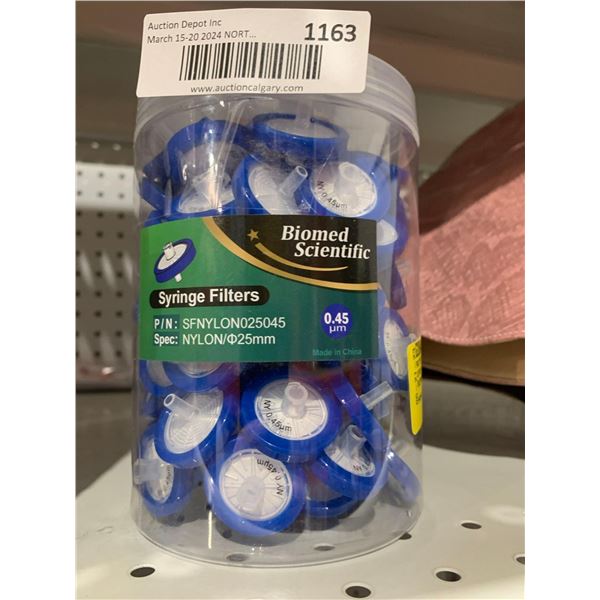 Auction Depot Inc
March 15-20 2024 NORT...
1163
www.auctioncalgary.com
NY 0.45μm
Biomed
Scientific
Syringe Filters
P/N: SFNYLON025045
Spec: NYLON/Φ25mm
0.45
μm
Made in China
NY 0.45μm